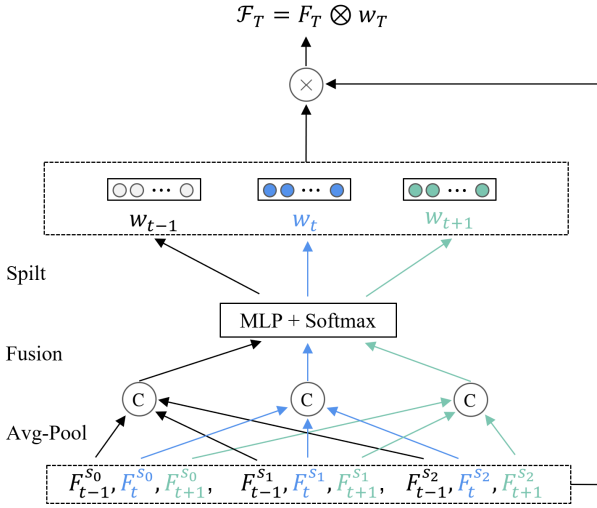 𝓕_T = F_T ⊗ w_T
×
w_{t−1} w_t w_{t+1}
Spilt
MLP + Softmax
Fusion
C C C
Avg-Pool
F_{t−1}^{s_0}, F_t^{s_0}, F_{t+1}^{s_0}, F_{t−1}^{s_1}, F_t^{s_1}, F_{t+1}^{s_1}, F_{t−1}^{s_2}, F_t^{s_2}, F_{t+1}^{s_2}